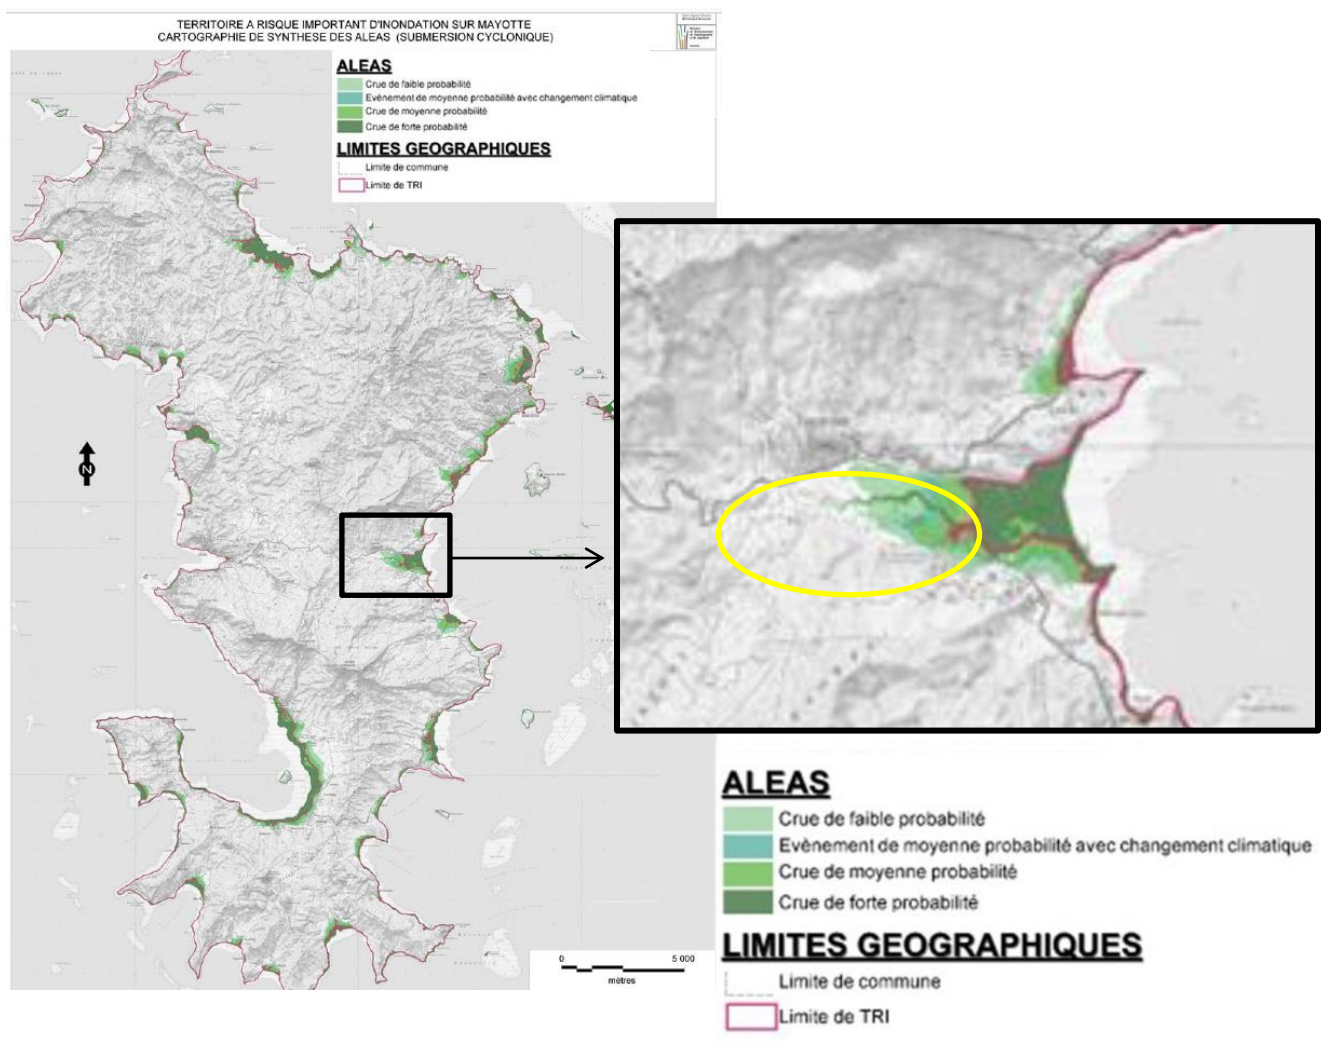 TERRITOIRE A RISQUE IMPORTANT D'INONDATION SUR MAYOTTE
CARTOGRAPHIE DE SYNTHESE DES ALEAS (SUBMERSION CYCLONIQUE)
ALEAS
Crue de faible probabilité
Evènement de moyenne probabilité avec changement climatique
Crue de moyenne probabilité
Crue de forte probabilité
LIMITES GEOGRAPHIQUES
Limite de commune
Limite de TRI
N
0 5 000
mètres
ALEAS
Crue de faible probabilité
Evènement de moyenne probabilité avec changement climatique
Crue de moyenne probabilité
Crue de forte probabilité
LIMITES GEOGRAPHIQUES
Limite de commune
Limite de TRI